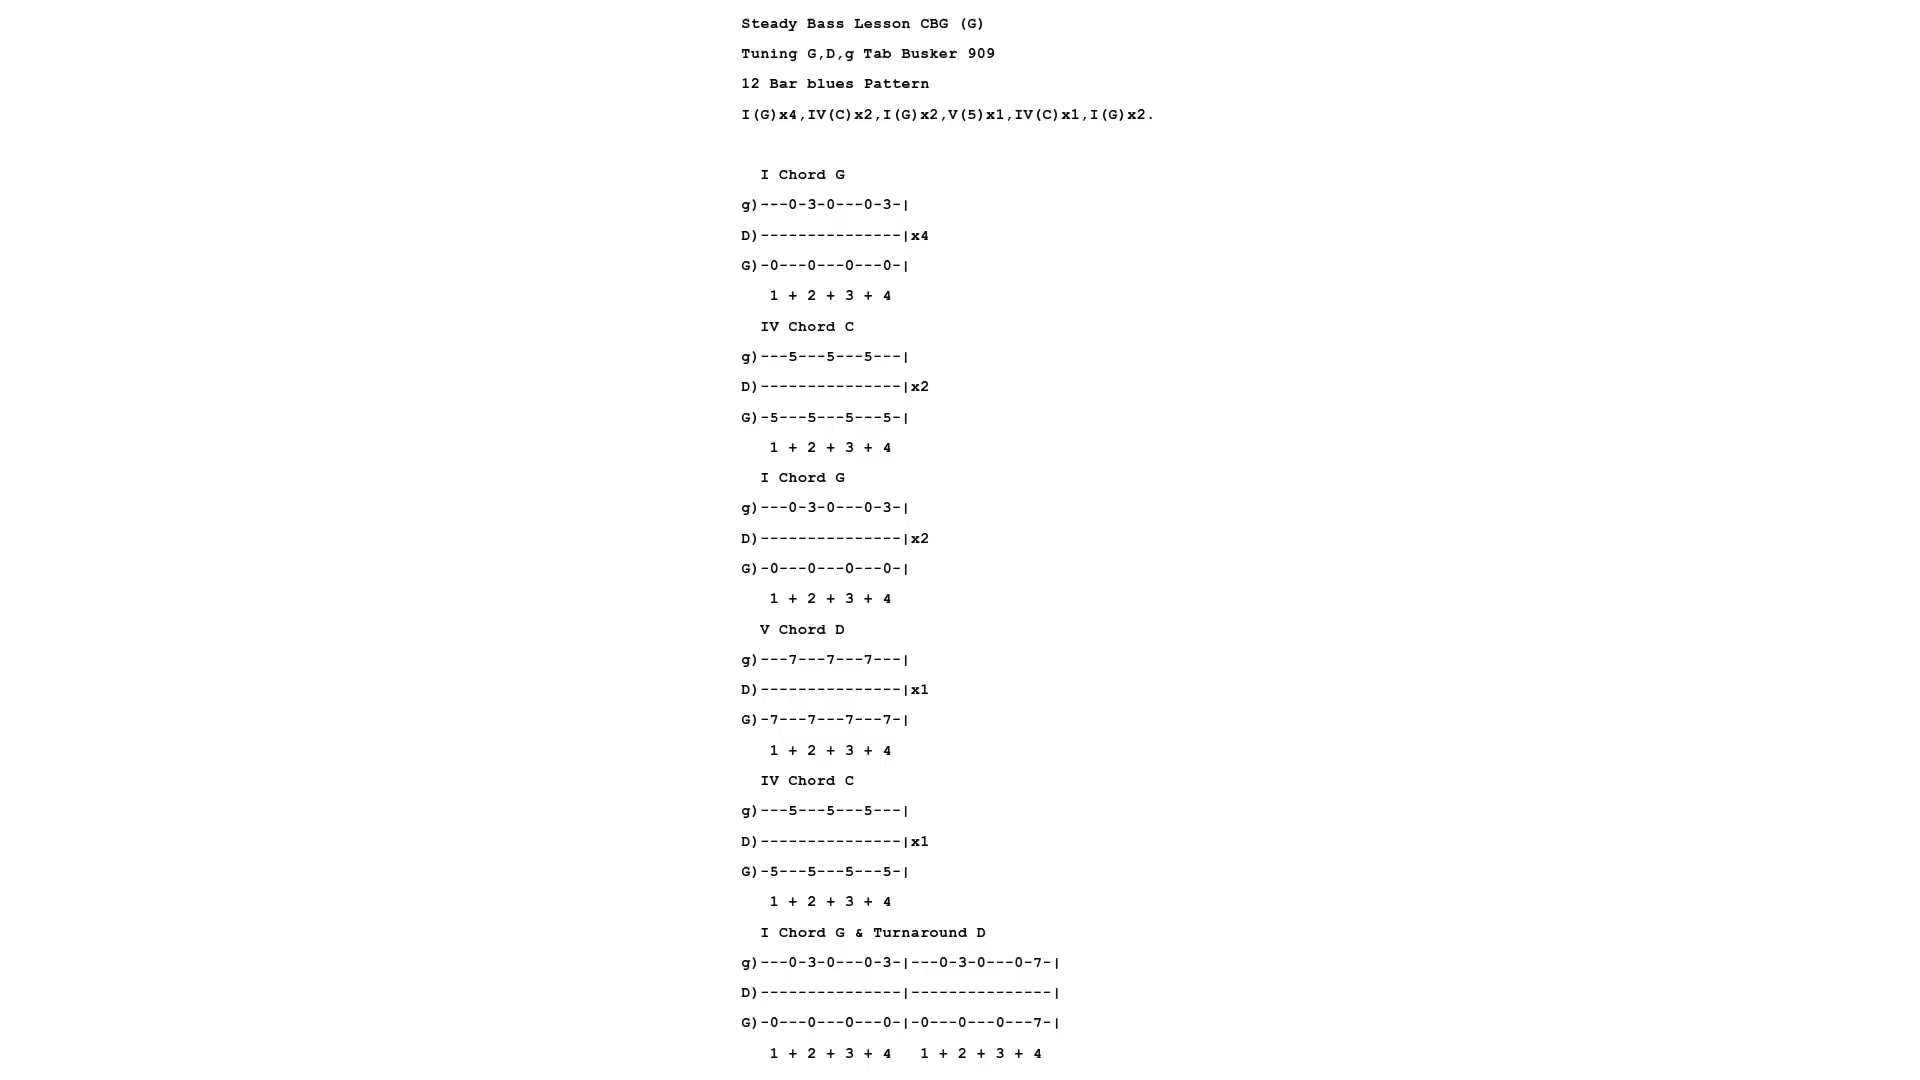 Steady Bass Lesson CBG (G)
Tuning G,D,g Tab Busker 909
12 Bar blues Pattern
I(G)x4,IV(C)x2,I(G)x2,V(5)x1,IV(C)x1,I(G)x2.
  I Chord G
g)---0-3-0---0-3-|
D)---------------|x4
G)-0---0---0---0-|
   1 + 2 + 3 + 4
  IV Chord C
g)---5---5---5---|
D)---------------|x2
G)-5---5---5---5-|
   1 + 2 + 3 + 4
  I Chord G
g)---0-3-0---0-3-|
D)---------------|x2
G)-0---0---0---0-|
   1 + 2 + 3 + 4
  V Chord D
g)---7---7---7---|
D)---------------|x1
G)-7---7---7---7-|
   1 + 2 + 3 + 4
  IV Chord C
g)---5---5---5---|
D)---------------|x1
G)-5---5---5---5-|
   1 + 2 + 3 + 4
  I Chord G & Turnaround D
g)---0-3-0---0-3-|---0-3-0---0-7-|
D)---------------|---------------|
G)-0---0---0---0-|-0---0---0---7-|
   1 + 2 + 3 + 4   1 + 2 + 3 + 4